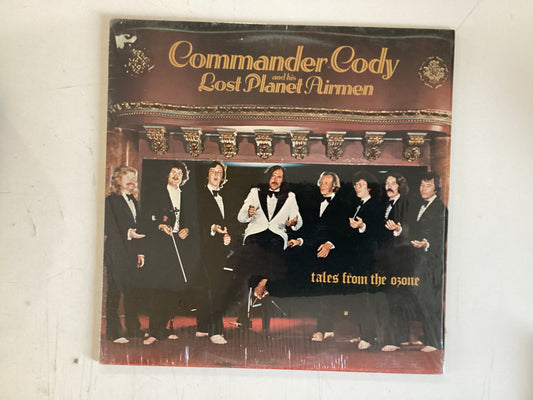 Commander Cody
and his
Lost Planet Airmen
tales from the ozone